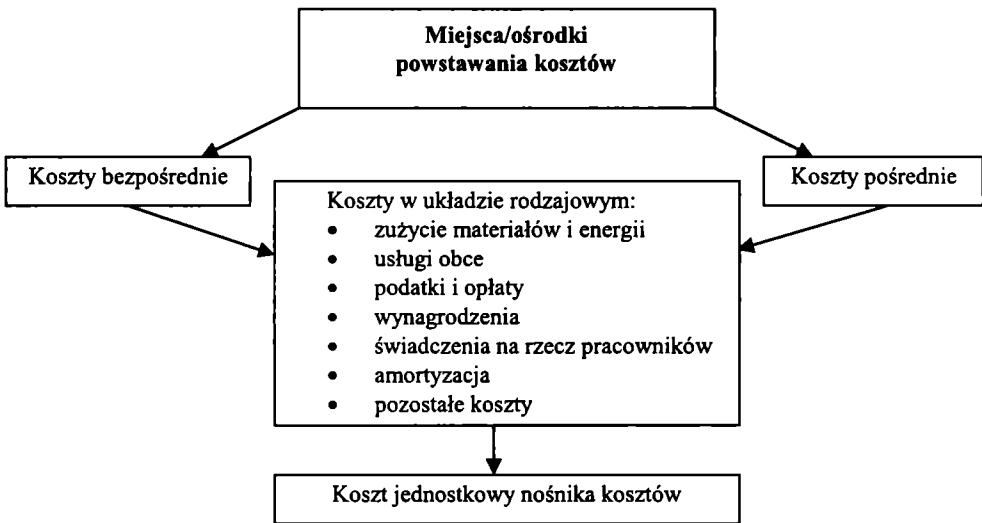 Miejsca/ośrodki
powstawania kosztów
Koszty bezpośrednie
Koszty pośrednie
Koszty w układzie rodzajowym:
• zużycie materiałów i energii
• usługi obce
• podatki i opłaty
• wynagrodzenia
• świadczenia na rzecz pracowników
• amortyzacja
• pozostałe koszty
Koszt jednostkowy nośnika kosztów